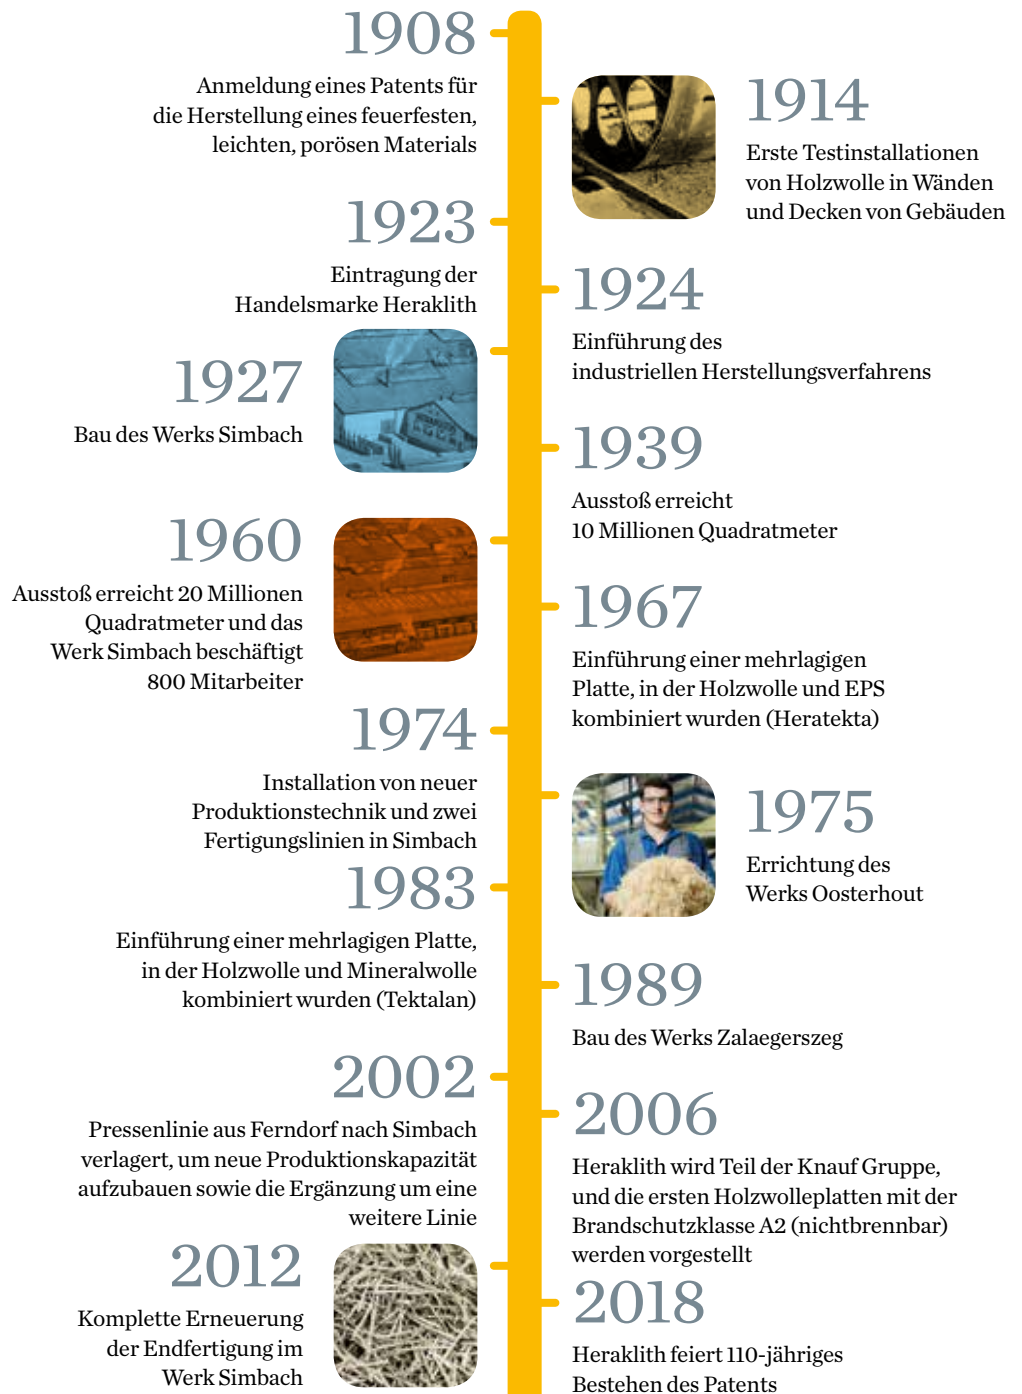 1908
Anmeldung eines Patents für
die Herstellung eines feuerfesten,
leichten, porösen Materials
1914
Erste Testinstallationen
von Holzwolle in Wänden
und Decken von Gebäuden
1923
Eintragung der
Handelsmarke Heraklith
1924
Einführung des
industriellen Herstellungsverfahrens
1927
Bau des Werks Simbach
1939
Ausstoß erreicht
10 Millionen Quadratmeter
1960
Ausstoß erreicht 20 Millionen
Quadratmeter und das
Werk Simbach beschäftigt
800 Mitarbeiter
1967
Einführung einer mehrlagigen
Platte, in der Holzwolle und EPS
kombiniert wurden (Heratekta)
1974
Installation von neuer
Produktionstechnik und zwei
Fertigungslinien in Simbach
1975
Errichtung des
Werks Oosterhout
1983
Einführung einer mehrlagigen Platte,
in der Holzwolle und Mineralwolle
kombiniert wurden (Tektalan)
1989
Bau des Werks Zalaegerszeg
2002
Pressenlinie aus Ferndorf nach Simbach
verlagert, um neue Produktionskapazität
aufzubauen sowie die Ergänzung um eine
weitere Linie
2006
Heraklith wird Teil der Knauf Gruppe,
und die ersten Holzwolleplatten mit der
Brandschutzklasse A2 (nichtbrennbar)
werden vorgestellt
2012
Komplette Erneuerung
der Endfertigung im
Werk Simbach
2018
Heraklith feiert 110-jähriges
Bestehen des Patents